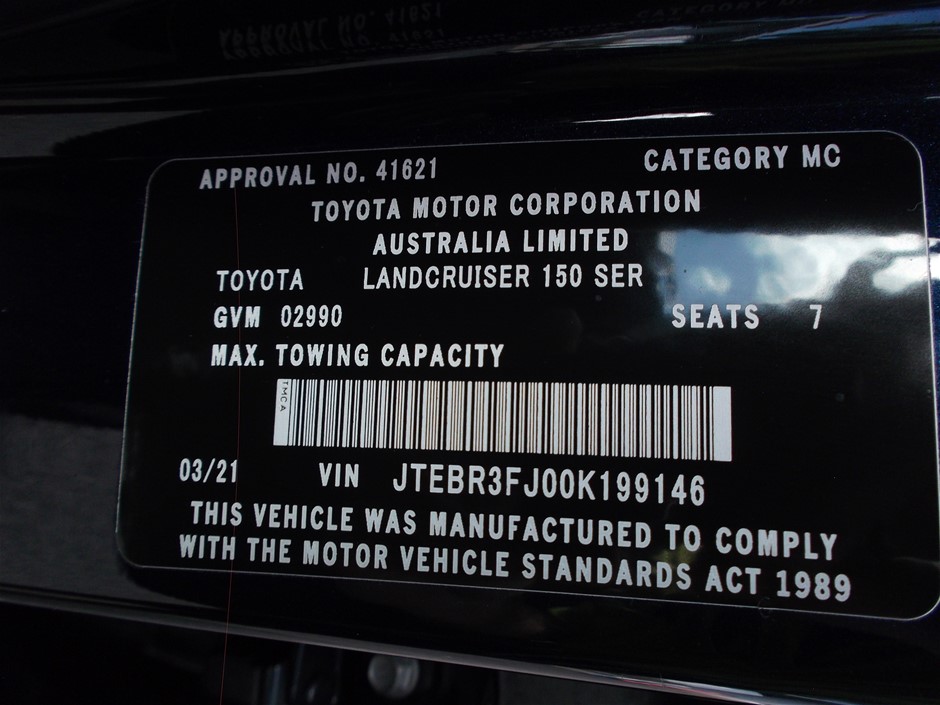 APPROVAL NO. 41621 CATEGORY MC
TOYOTA MOTOR CORPORATION
AUSTRALIA LIMITED
TOYOTA LANDCRUISER 150 SER
GVM 02990 SEATS 7
MAX. TOWING CAPACITY
TMCA
03/21 VIN JTEBR3FJ00K199146
THIS VEHICLE WAS MANUFACTURED TO COMPLY
WITH THE MOTOR VEHICLE STANDARDS ACT 1989